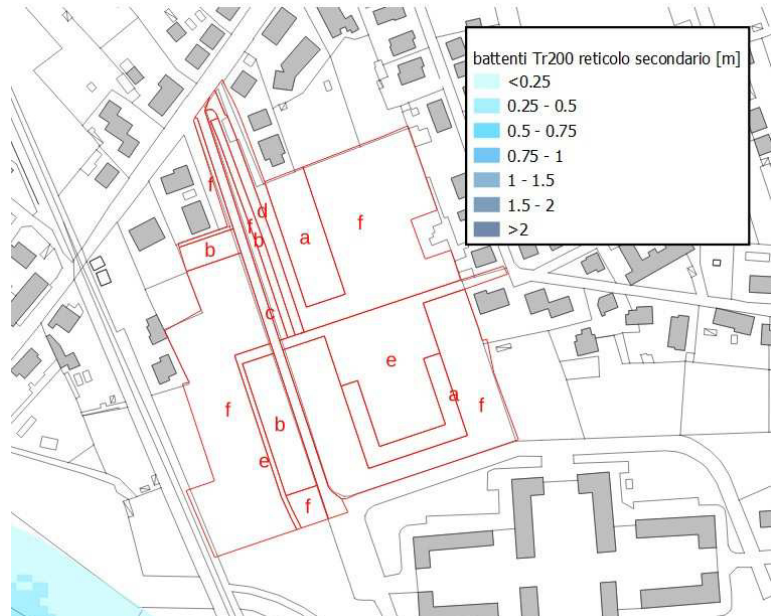 battenti Tr200 reticolo secondario [m]
<0.25
0.25 - 0.5
0.5 - 0.75
0.75 - 1
1 - 1.5
1.5 - 2
>2
f
d
f
f
b
b
a
b
c
e
f
a
f
b
e
f